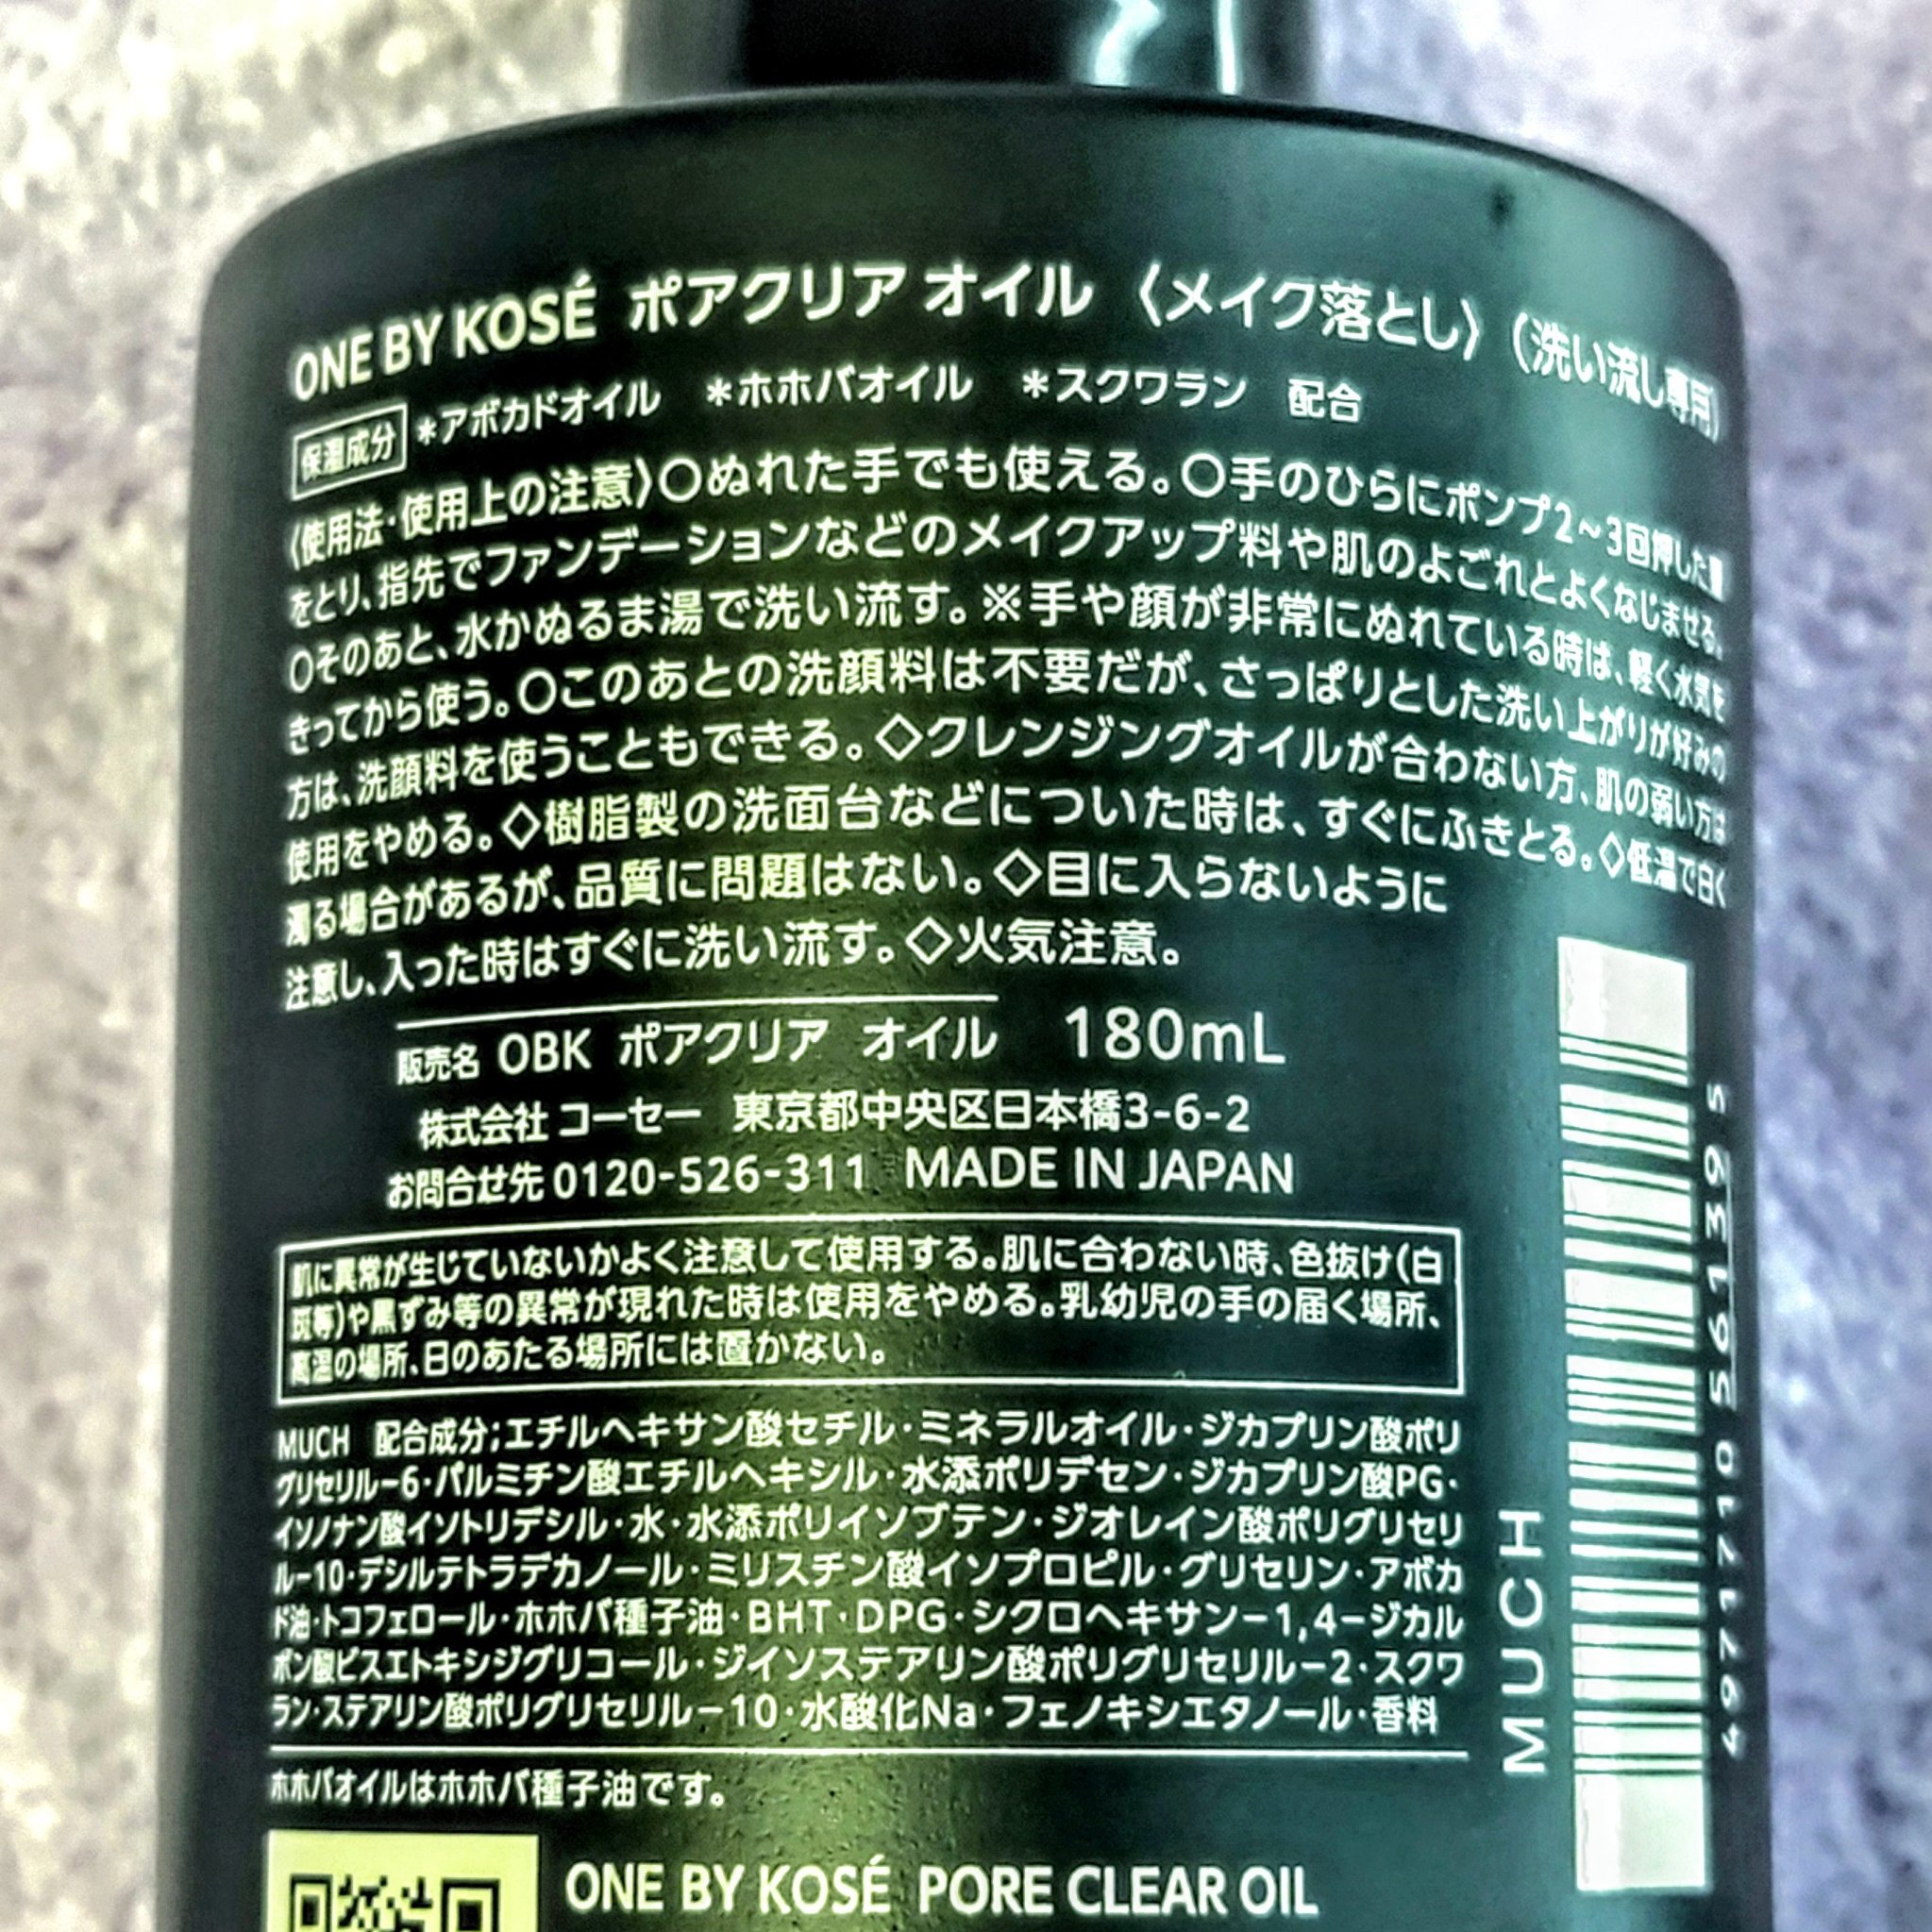 ONE BY KOSÉ ポアクリア オイル 〈メイク落とし〉(洗い流し専用)
保湿成分 *アボカドオイル *ホホバオイル *スクワラン 配合
〈使用法・使用上の注意〉○ぬれた手でも使える。○手のひらにポンプ2~3回押した量
をとり、指先でファンデーションなどのメイクアップ料や肌のよごれとよくなじませる。
○そのあと、水かぬるま湯で洗い流す。※手や顔が非常にぬれている時は、軽く水気を
きってから使う。○このあとの洗顔料は不要だが、さっぱりとした洗い上がりが好みの
方は、洗顔料を使うこともできる。◇クレンジングオイルが合わない方、肌の弱い方は
使用をやめる。◇樹脂製の洗面台などについた時は、すぐにふきとる。◇低温で白く
濁る場合があるが、品質に問題はない。◇目に入らないように
注意し、入った時はすぐに洗い流す。◇火気注意。
販売名 OBK ポアクリア オイル 180mL
株式会社 コーセー 東京都中央区日本橋3-6-2
お問合せ先 0120-526-311 MADE IN JAPAN
肌に異常が生じていないかよく注意して使用する。肌に合わない時、色抜け(白
斑等)や黒ずみ等の異常が現れた時は使用をやめる。乳幼児の手の届く場所、
高温の場所、日のあたる場所には置かない。
MUCH 配合成分;エチルヘキサン酸セチル・ミネラルオイル・ジカプリン酸ポリ
グリセリル-6・パルミチン酸エチルヘキシル・水添ポリデセン・ジカプリン酸PG・
イソノナン酸イソトリデシル・水・水添ポリイソブテン・ジオレイン酸ポリグリセリ
ル-10・デシルテトラデカノール・ミリスチン酸イソプロピル・グリセリン・アボカ
ド油・トコフェロール・ホホバ種子油・BHT・DPG・シクロヘキサン-1,4-ジカル
ボン酸ビスエトキシジグリコール・ジイソステアリン酸ポリグリセリル-2・スクワ
ラン・ステアリン酸ポリグリセリル-10・水酸化Na・フェノキシエタノール・香料
ホホバオイルはホホバ種子油です。
MUCH
4971710 561395
ONE BY KOSÉ PORE CLEAR OIL